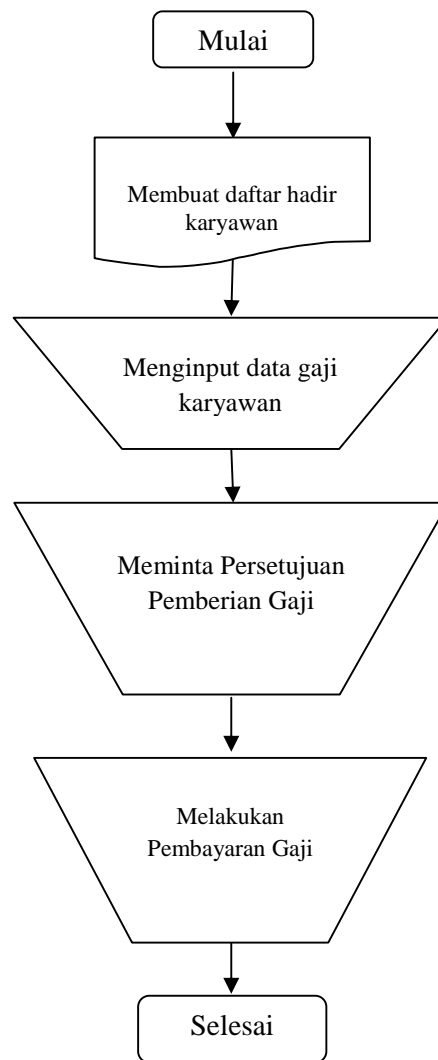 Mulai
Membuat daftar hadir
karyawan
Menginput data gaji
karyawan
Meminta Persetujuan
Pemberian Gaji
Melakukan
Pembayaran Gaji
Selesai